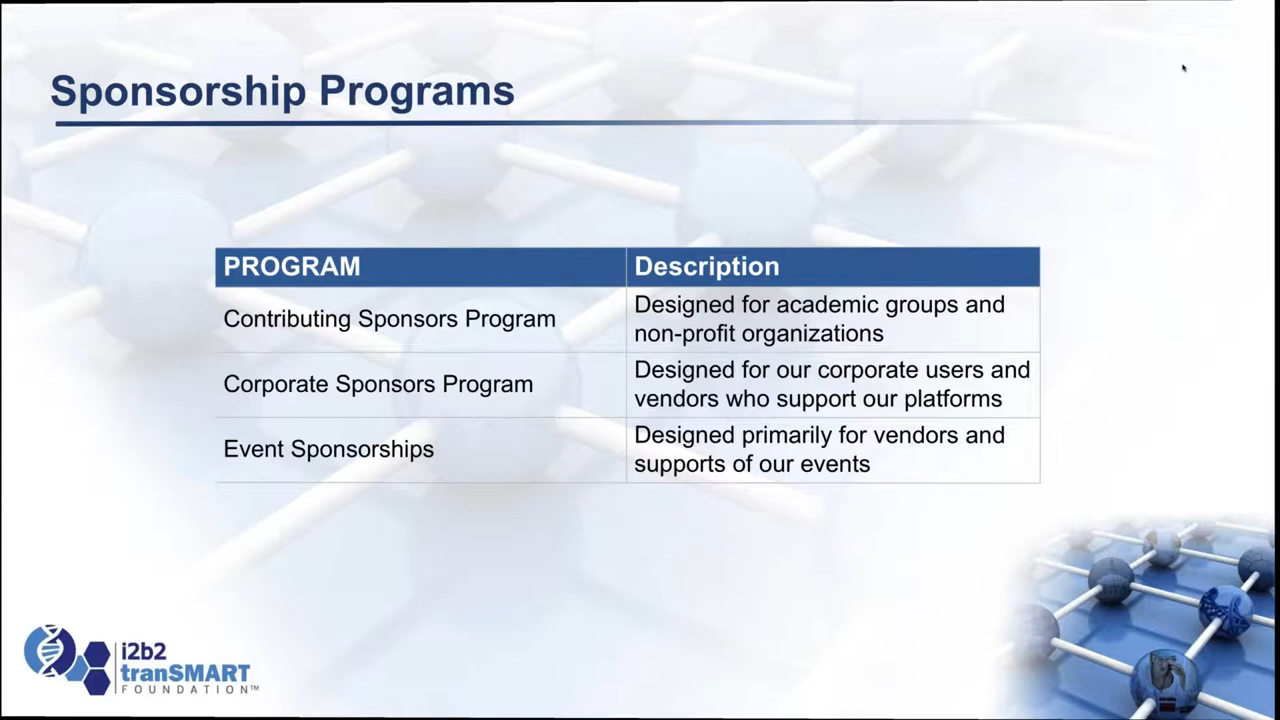 Sponsorship Programs
PROGRAM
Description
Contributing Sponsors Program
Designed for academic groups and
non-profit organizations
Corporate Sponsors Program
Designed for our corporate users and
vendors who support our platforms
Event Sponsorships
Designed primarily for vendors and
supports of our events
i2b2
tranSMART
FOUNDATION™